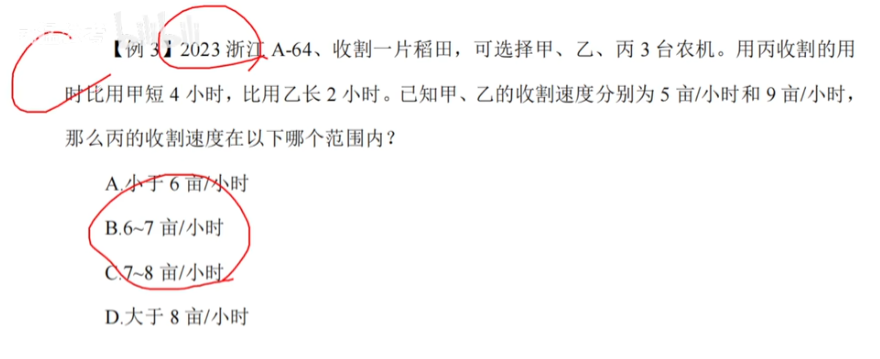 【例 3】2023 浙江 A-64、收割一片稻田，可选择甲、乙、丙 3 台农机。用丙收割的用
时比用甲短 4 小时，比用乙长 2 小时。已知甲、乙的收割速度分别为 5 亩/小时和 9 亩/小时，
那么丙的收割速度在以下哪个范围内？
A.小于 6 亩/小时
B.6~7 亩/小时
C.7~8 亩/小时
D.大于 8 亩/小时